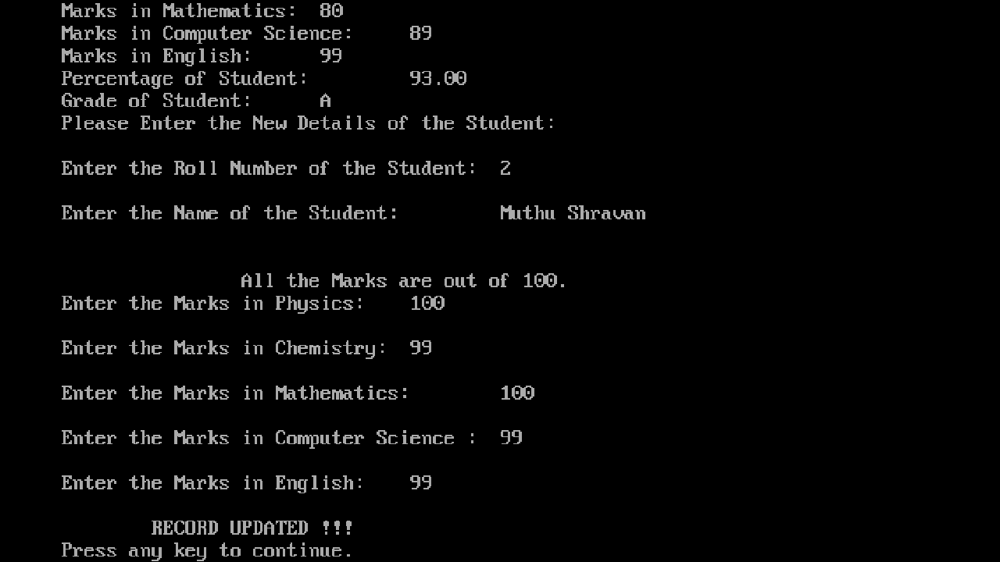 Marks in Mathematics: 80
Marks in Computer Science: 89
Marks in English: 99
Percentage of Student: 93.00
Grade of Student: A
Please Enter the New Details of the Student:
Enter the Roll Number of the Student: 2
Enter the Name of the Student: Muthu Shravan
All the Marks are out of 100.
Enter the Marks in Physics: 100
Enter the Marks in Chemistry: 99
Enter the Marks in Mathematics: 100
Enter the Marks in Computer Science : 99
Enter the Marks in English: 99
RECORD UPDATED !!!
Press any key to continue.